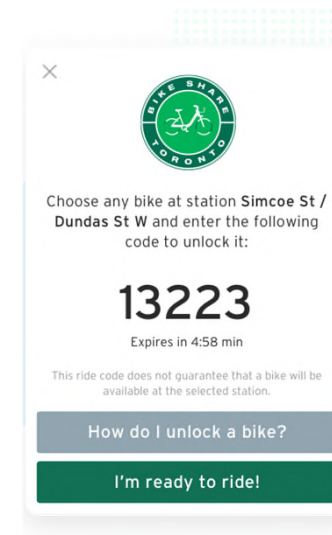 BIKE SHARE
TORONTO
Choose any bike at station Simcoe St /
Dundas St W and enter the following
code to unlock it:
13223
Expires in 4:58 min
This ride code does not guarantee that a bike will be
available at the selected station.
How do I unlock a bike?
I'm ready to ride!